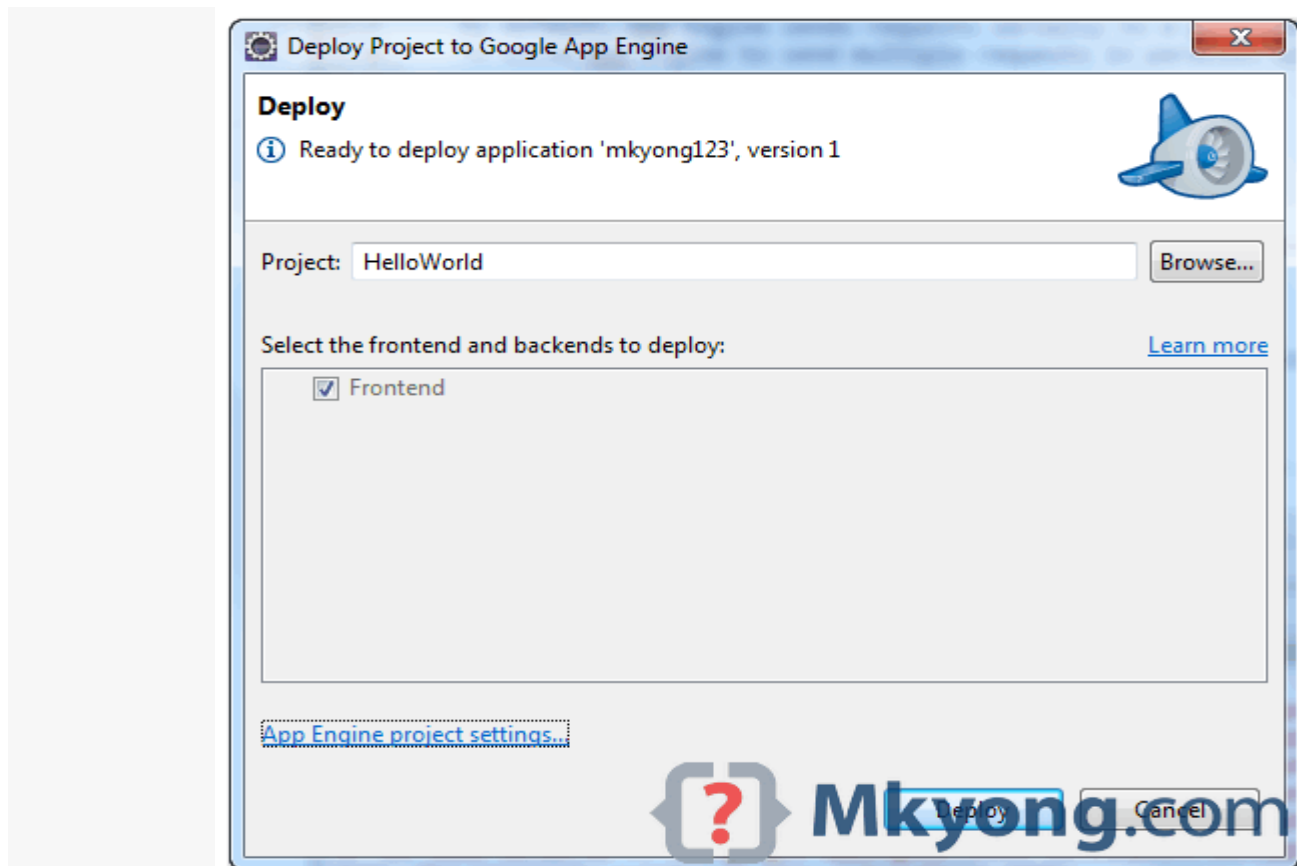 Deploy Project to Google App Engine
Deploy
Ready to deploy application 'mkyong123', version 1
Project: HelloWorld Browse...
Select the frontend and backends to deploy: Learn more
Frontend
App Engine project settings...
Deploy Cancel
Mkyong.com